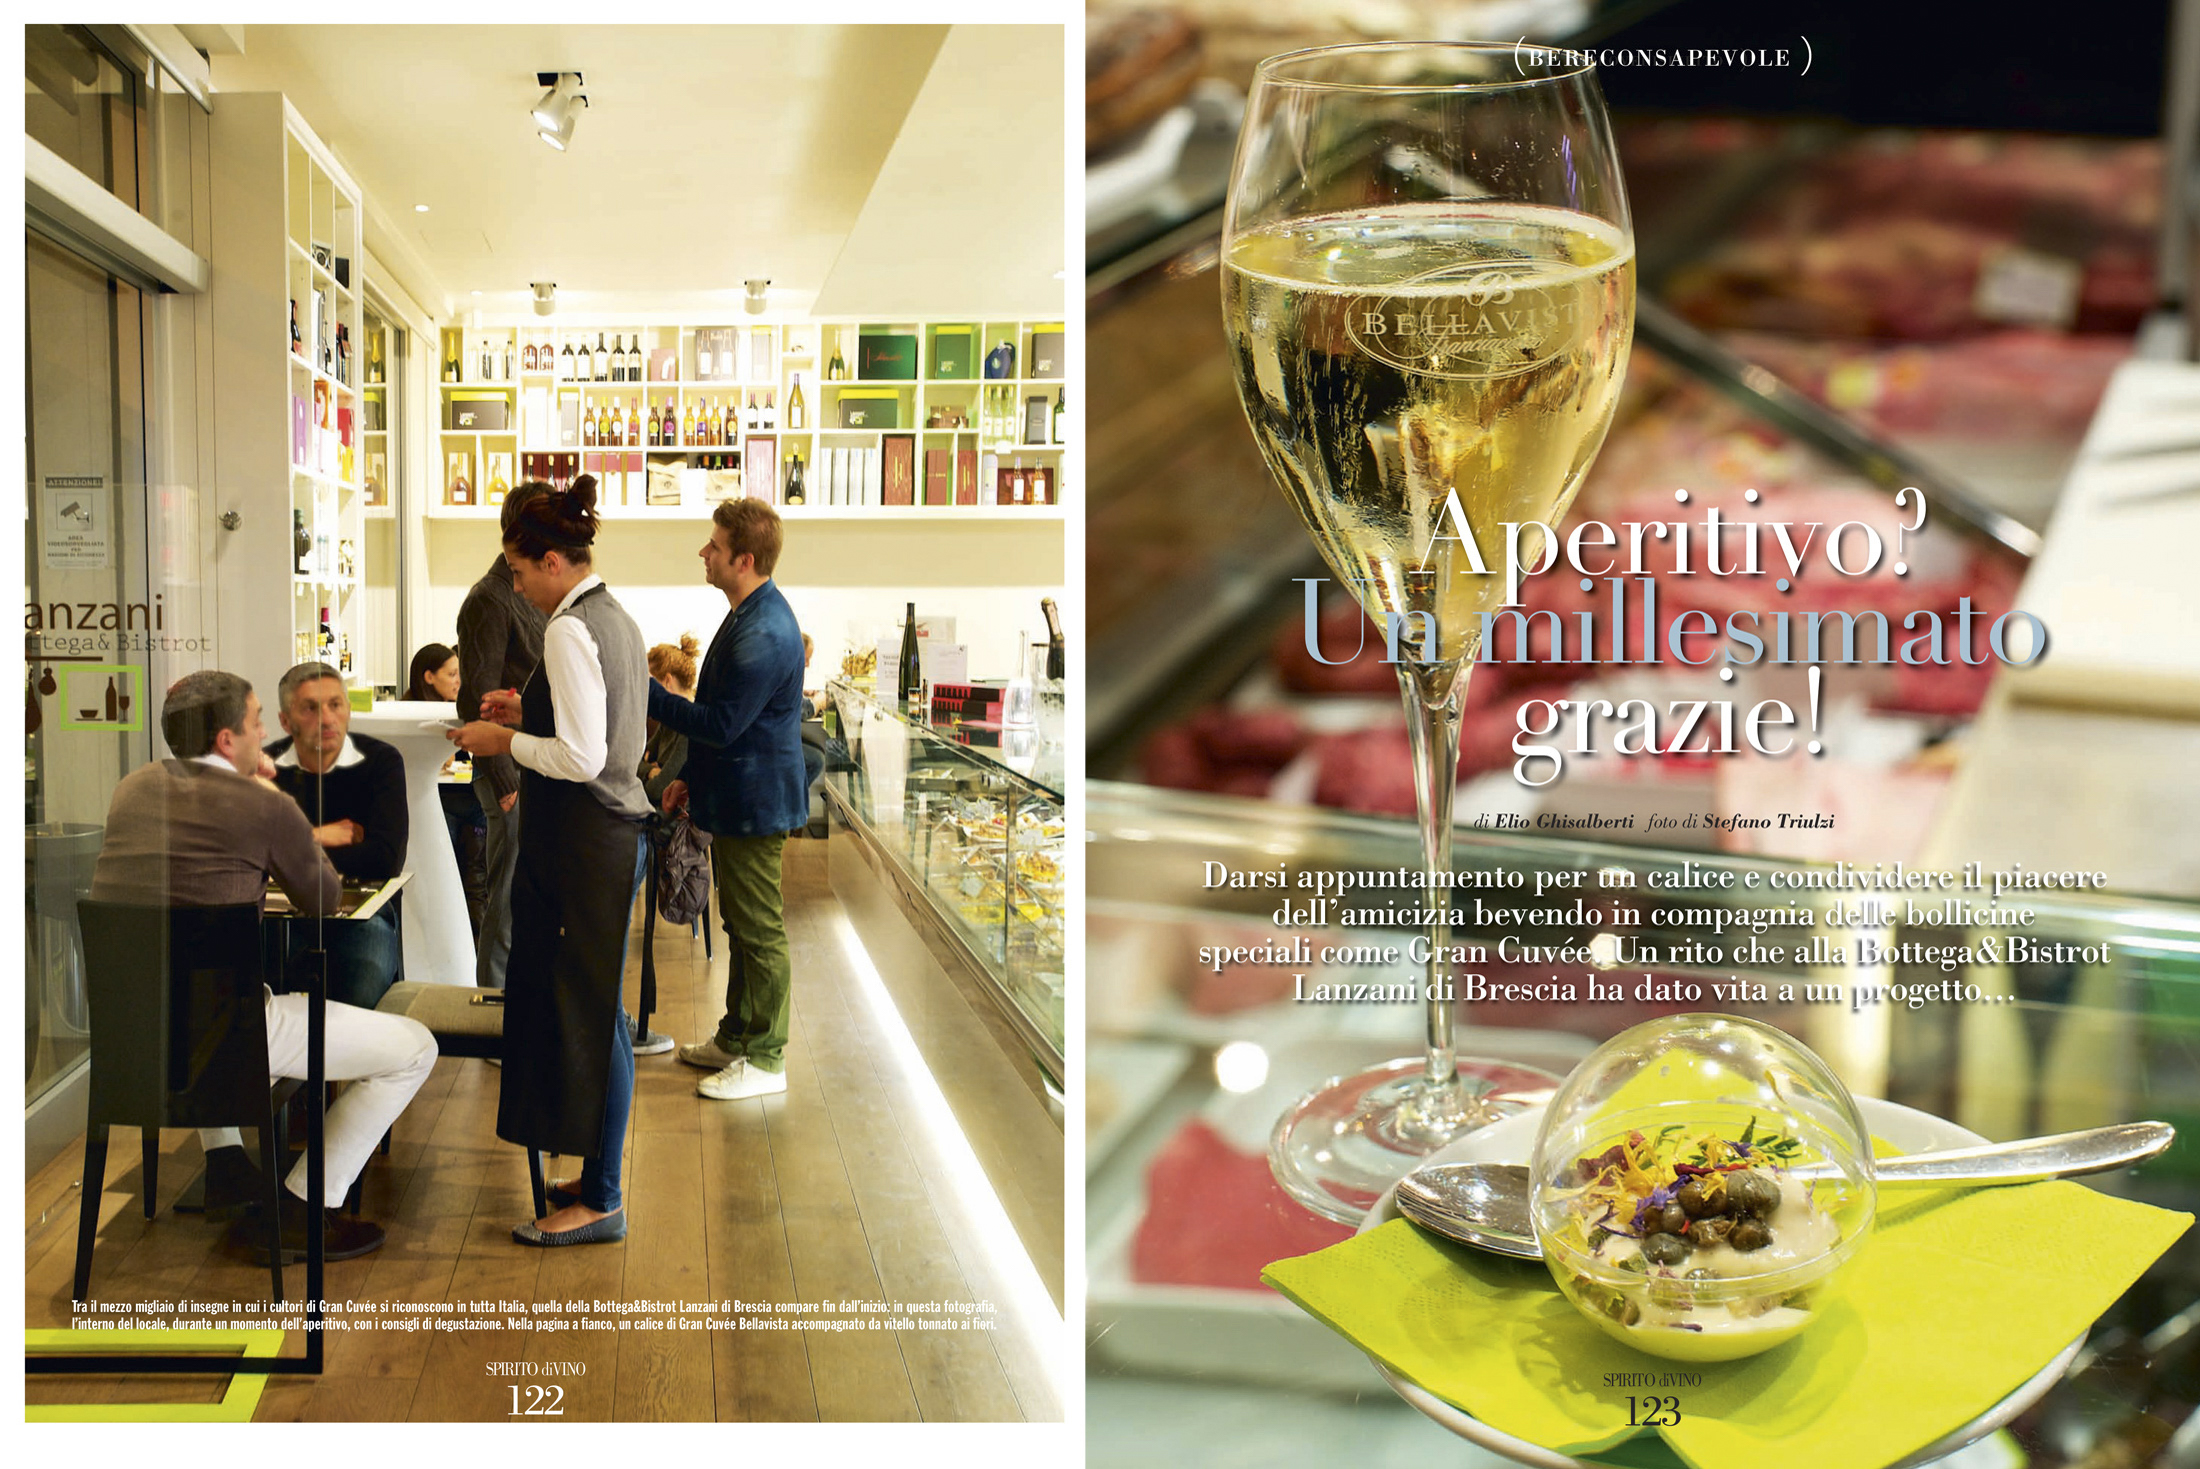 ATTENZIONE!
AREA
VIDEOSORVEGLIATA
PER
anzani
ttega & Bistrot
Tra il mezzo migliaio di insegne in cui i cultori di Gran Cuvée si riconoscono in tutta Italia, quella della Bottega&Bistrot Lanzani di Brescia compare fin dall'inizio: in questa fotografia,
l'interno del locale, durante un momento dell'aperitivo, con i consigli di degustazione. Nella pagina a fianco, un calice di Gran Cuvée Bellavista accompagnato da vitello tonnato ai fiori.
SPIRITO diVINO
122
(BERECONSAPEVOLE )
B
BELLAVIST
Franciacorta
Aperitivo?
Un millesimato
grazie!
di Elio Ghisalberti foto di Stefano Triulzi
Darsi appuntamento per un calice e condividere il piacere
dell'amicizia bevendo in compagnia delle bollicine
speciali come Gran Cuvée. Un rito che alla Bottega&Bistrot
Lanzani di Brescia ha dato vita a un progetto...
SPIRITO diVINO
123